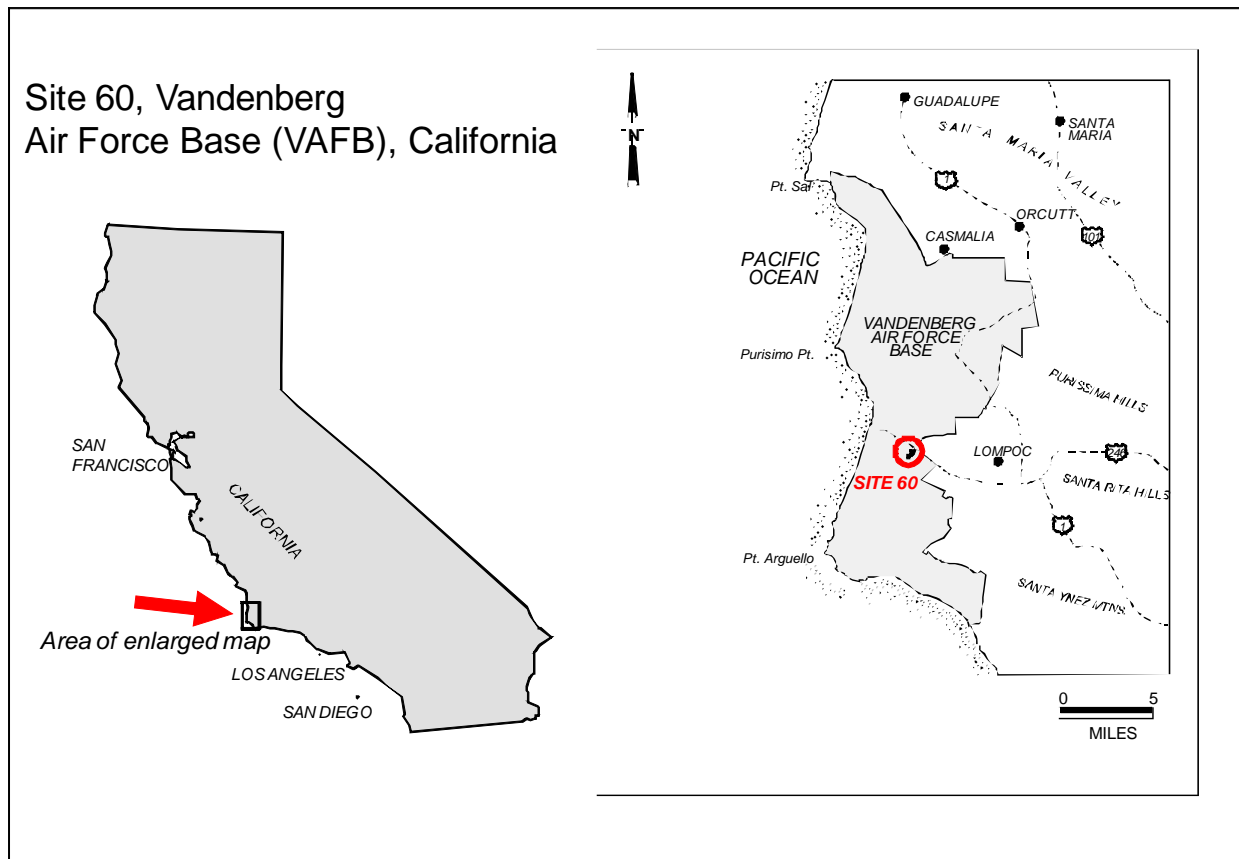 Site 60, Vandenberg
Air Force Base (VAFB), California
SAN
FRANCISCO
CALIFORNIA
Area of enlarged map
LOS ANGELES
SAN DIEGO
N
GUADALUPE
SANTA
MARIA
SANTA MARIA VALLEY
Pt. Sal
1
ORCUTT
101
CASMALIA
PACIFIC
OCEAN
VANDENBERG
AIR FORCE
BASE
Purisimo Pt.
PURISSIMA HILLS
LOMPOC
246
SITE 60
SANTA RITA HILLS
1
Pt. Arguello
SANTA YNEZ MTNS
0 5
MILES